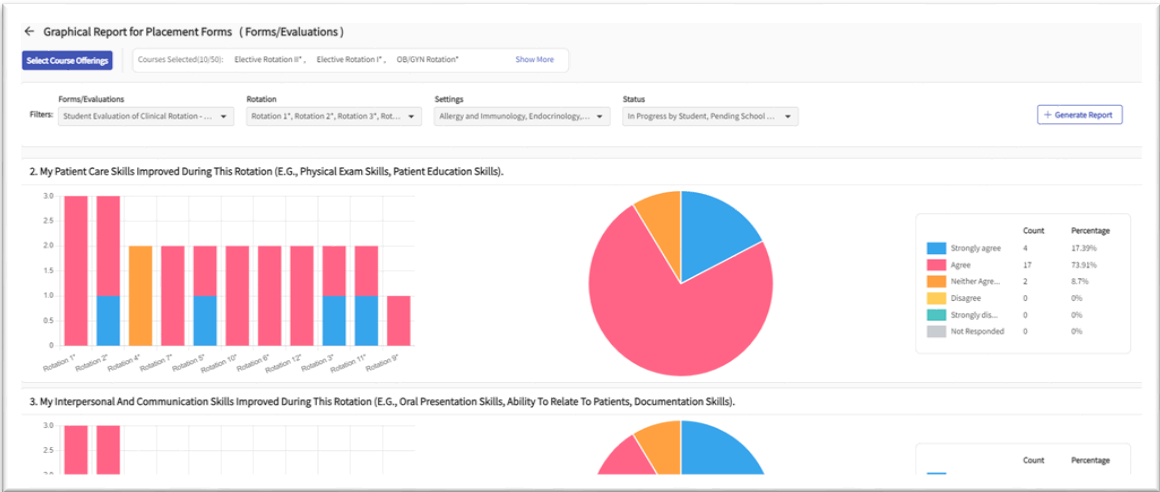 ← Graphical Report for Placement Forms ( Forms/Evaluations )
Select Course Offerings
Courses Selected(10/50): Elective Rotation II* , Elective Rotation I* , OB/GYN Rotation* Show More
Forms/Evaluations Rotation Settings Status
Filters: Student Evaluation of Clinical Rotation - ... Rotation 1*, Rotation 2*, Rotation 3*, Rot... Allergy and Immunology, Endocrinology,... In Progress by Student, Pending School ... + Generate Report
2. My Patient Care Skills Improved During This Rotation (E.G., Physical Exam Skills, Patient Education Skills).
3.0
2.5
2.0
1.5
1.0
0.5
0
Rotation 1* Rotation 2* Rotation 4* Rotation 7* Rotation 5* Rotation 10* Rotation 6* Rotation 12* Rotation 3* Rotation 11* Rotation 9*
Count Percentage
Strongly agree 4 17.39%
Agree 17 73.91%
Neither Agre... 2 8.7%
Disagree 0 0%
Strongly dis... 0 0%
Not Responded 0 0%
3. My Interpersonal And Communication Skills Improved During This Rotation (E.G., Oral Presentation Skills, Ability To Relate To Patients, Documentation Skills).
3.0
2.5
Count Percentage